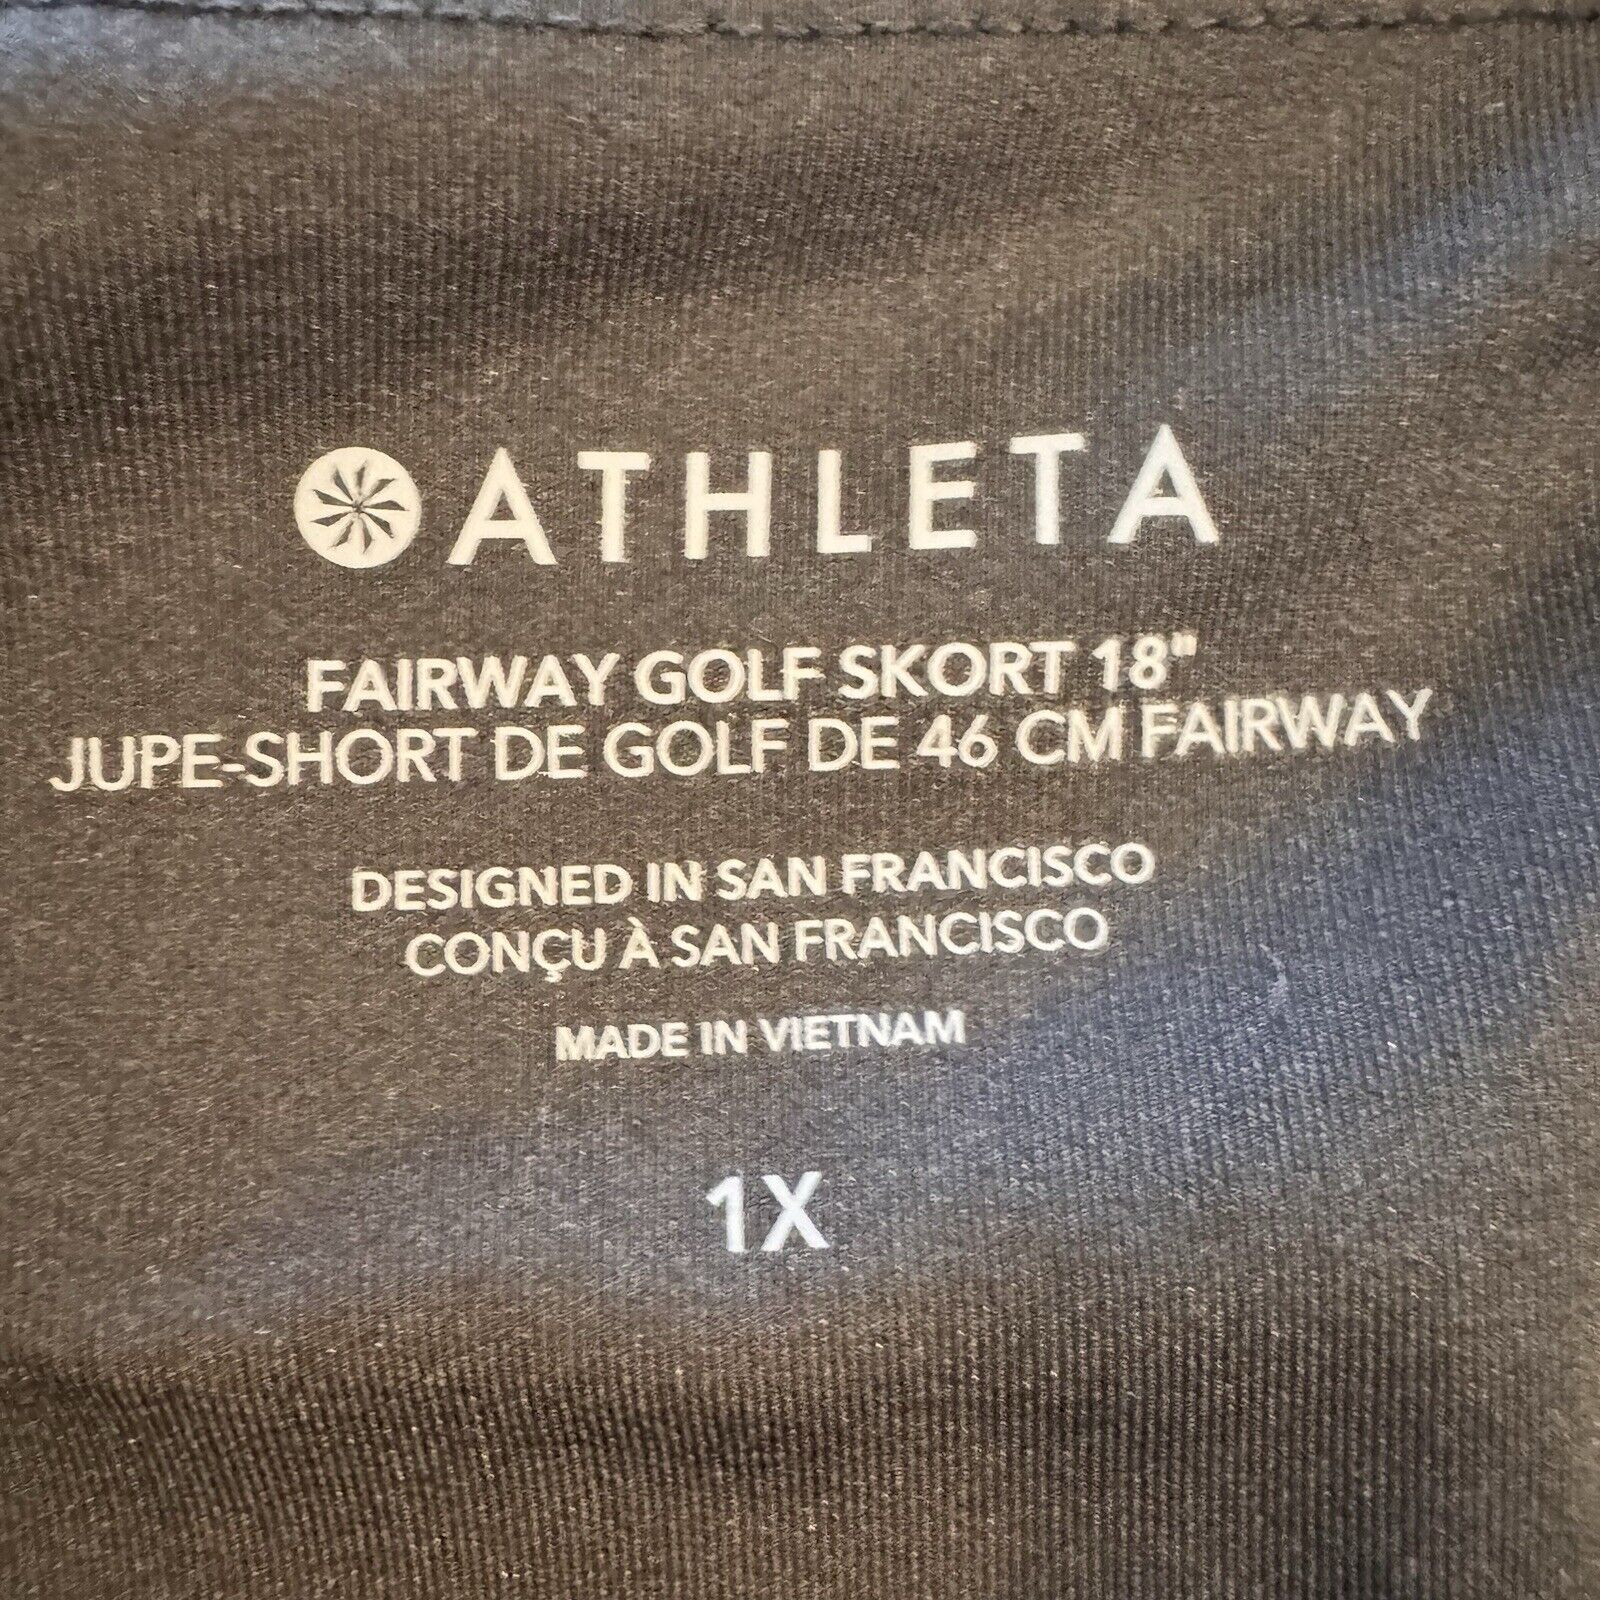 ATHLETA
FAIRWAY GOLF SKORT 18"
JUPE-SHORT DE GOLF DE 46 CM FAIRWAY
DESIGNED IN SAN FRANCISCO
CONÇU À SAN FRANCISCO
MADE IN VIETNAM
1X